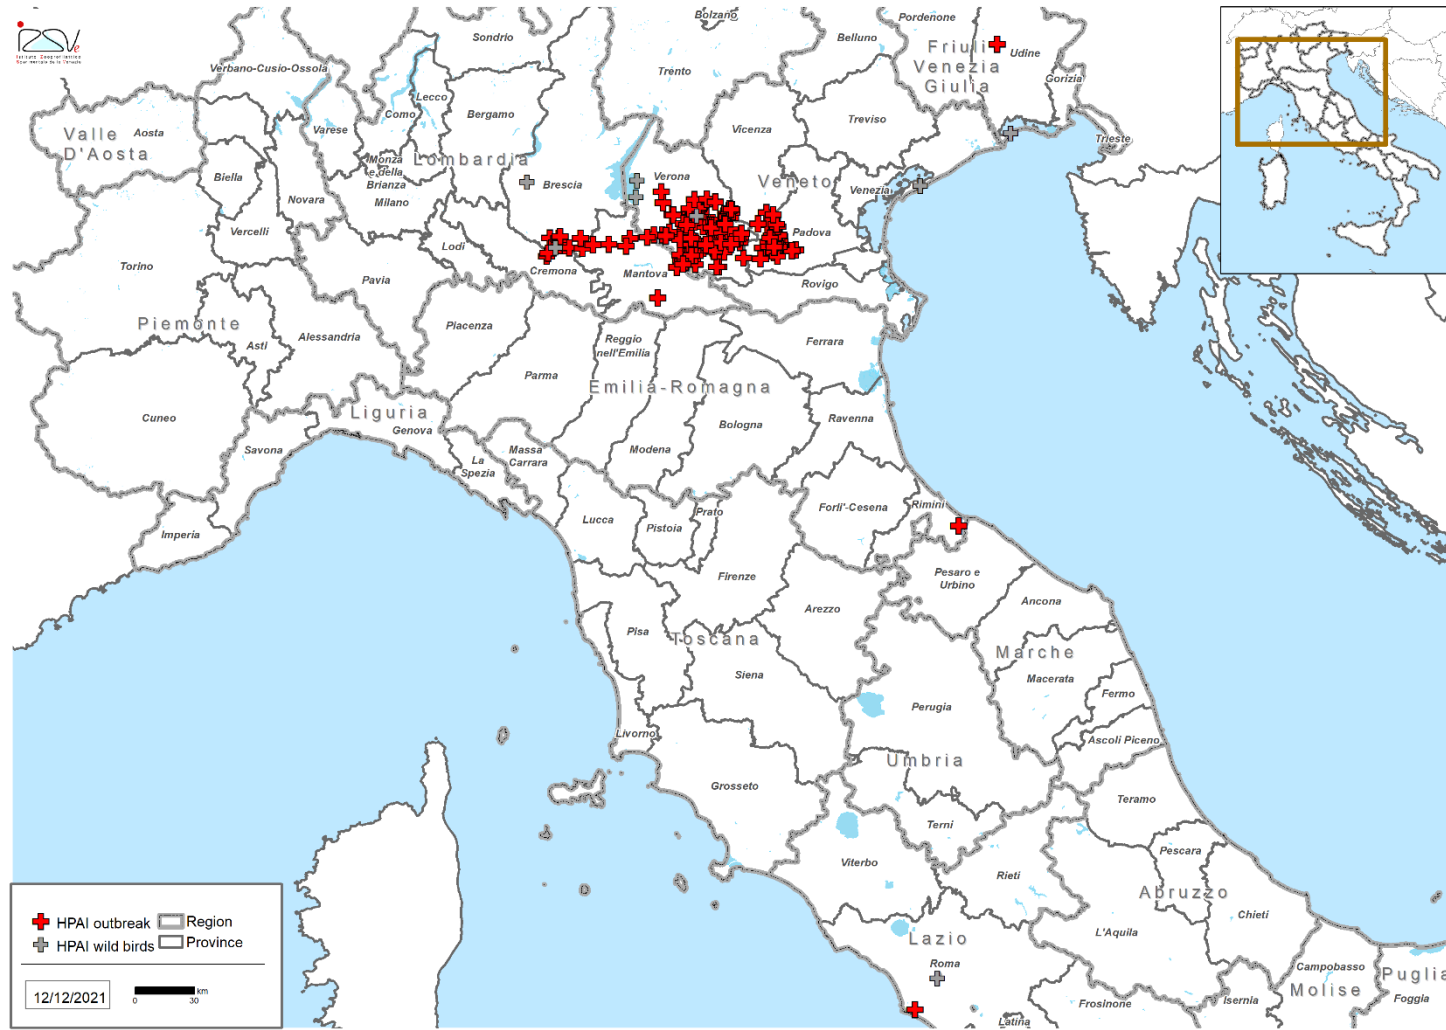 IZSVe
Istituto Zooprofilattico
Sperimentale delle Venezie
Bolzano
Pordenone
Sondrio
Belluno
Friuli
Venezia
Giulia
Udine
Verbano-Cusio-Ossola
Trento
Gorizia
Lecco
Como
Bergamo
Valle
D'Aosta
Aosta
Varese
Vicenza
Treviso
Trieste
Monza
e della
Brianza
Lombardia
Biella
Brescia
Verona
Veneto
Venezia
Novara
Milano
Vercelli
Padova
Lodi
Torino
Cremona
Mantova
Pavia
Rovigo
Piemonte
Piacenza
Asti
Alessandria
Reggio
nell'Emilia
Ferrara
Parma
Emilia-Romagna
Cuneo
Liguria
Genova
Bologna
Ravenna
Savona
La
Spezia
Massa
Carrara
Modena
Imperia
Lucca
Pistoia
Prato
Forli'-Cesena
Rimini
Firenze
Pesaro e
Urbino
Arezzo
Ancona
Pisa
Toscana
Marche
Siena
Macerata
Fermo
Perugia
Livorno
Ascoli Piceno
Umbria
Grosseto
Teramo
Terni
Viterbo
Pescara
Rieti
Abruzzo
Chieti
L'Aquila
Lazio
Roma
Campobasso
Molise
Puglia
Foggia
Isernia
Frosinone
Latina
HPAI outbreak
Region
HPAI wild birds
Province
12/12/2021
km
0 30